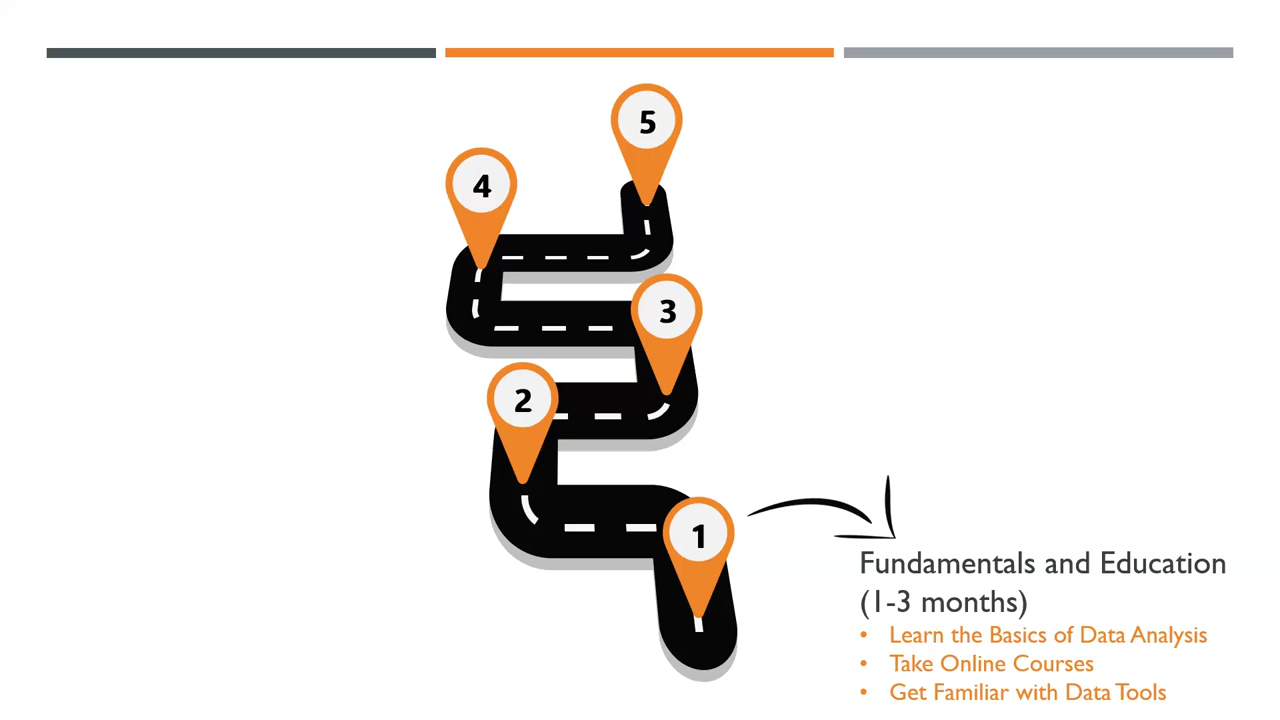 5
4
3
2
1
Fundamentals and Education
(1-3 months)
• Learn the Basics of Data Analysis
• Take Online Courses
• Get Familiar with Data Tools